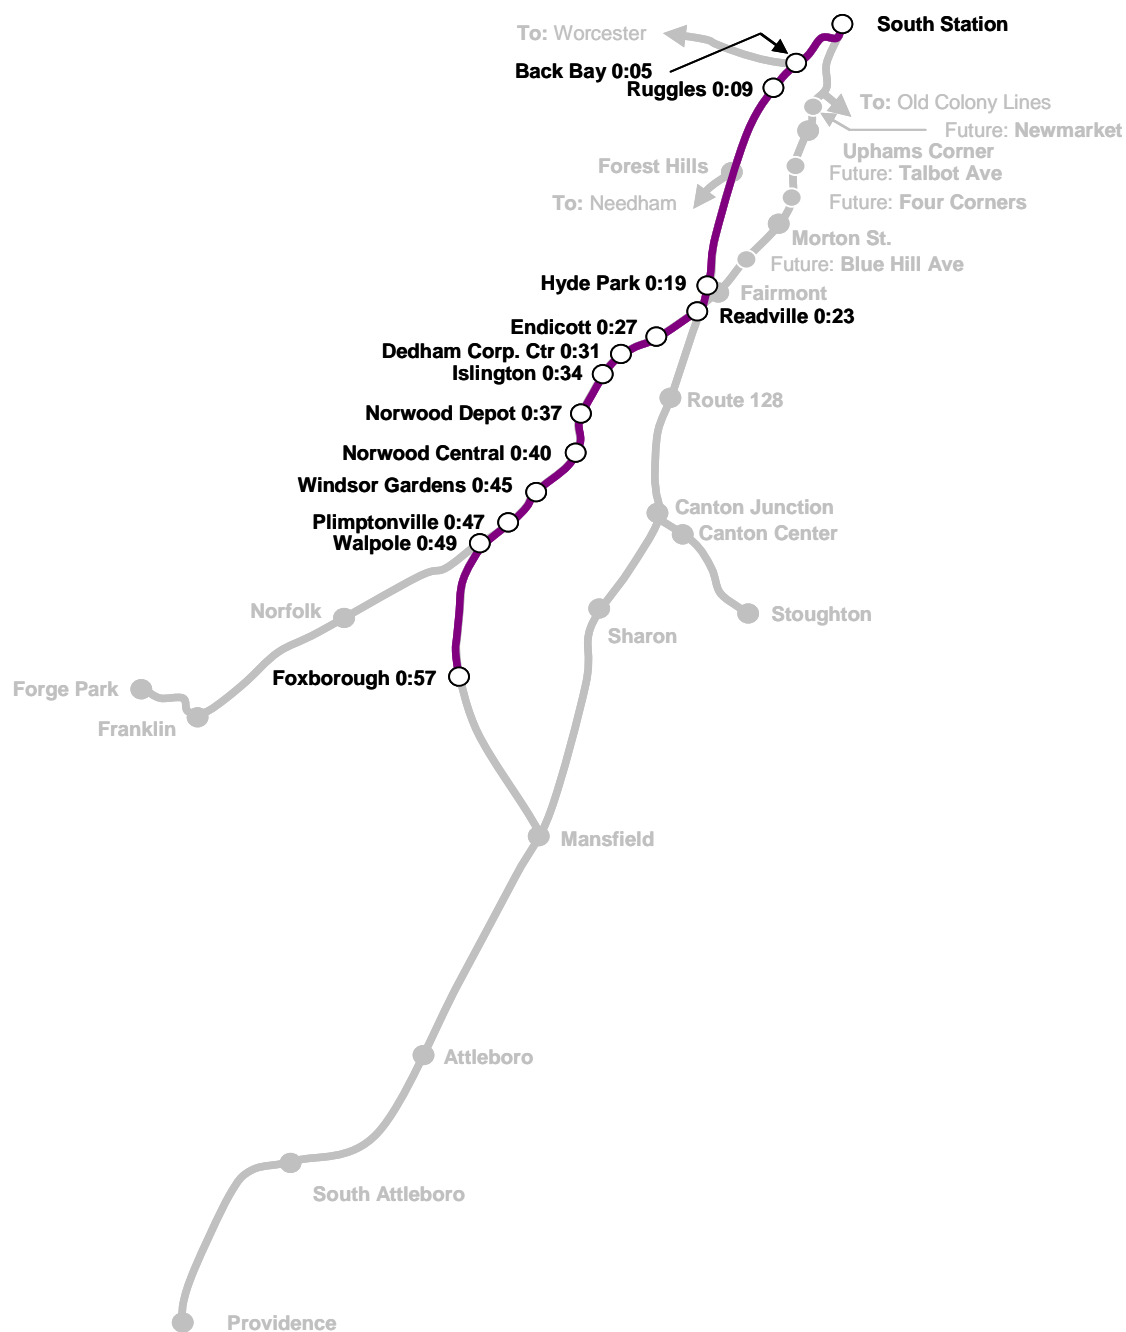 South Station
To: Worcester
Back Bay 0:05
Ruggles 0:09
To: Old Colony Lines
Future: Newmarket
Uphams Corner
Forest Hills
Future: Talbot Ave
To: Needham
Future: Four Corners
Morton St.
Future: Blue Hill Ave
Hyde Park 0:19
Fairmont
Readville 0:23
Endicott 0:27
Dedham Corp. Ctr 0:31
Islington 0:34
Route 128
Norwood Depot 0:37
Norwood Central 0:40
Windsor Gardens 0:45
Canton Junction
Plimptonville 0:47
Canton Center
Walpole 0:49
Norfolk
Stoughton
Sharon
Foxborough 0:57
Forge Park
Franklin
Mansfield
Attleboro
South Attleboro
Providence